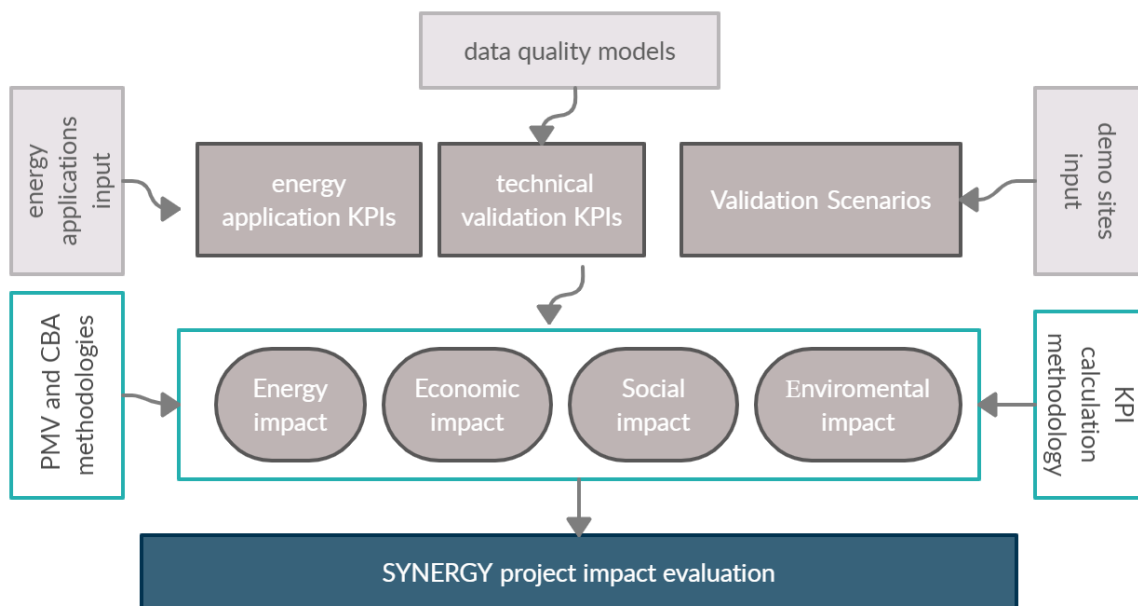 data quality models
energy
applications
input
energy
application KPIs
technical
validation KPIs
Validation Scenarios
demo sites
input
PMV and CBA
methodologies
Energy
impact
Economic
impact
Social
impact
Enviromental
impact
KPI
calculation
methodology
SYNERGY project impact evaluation